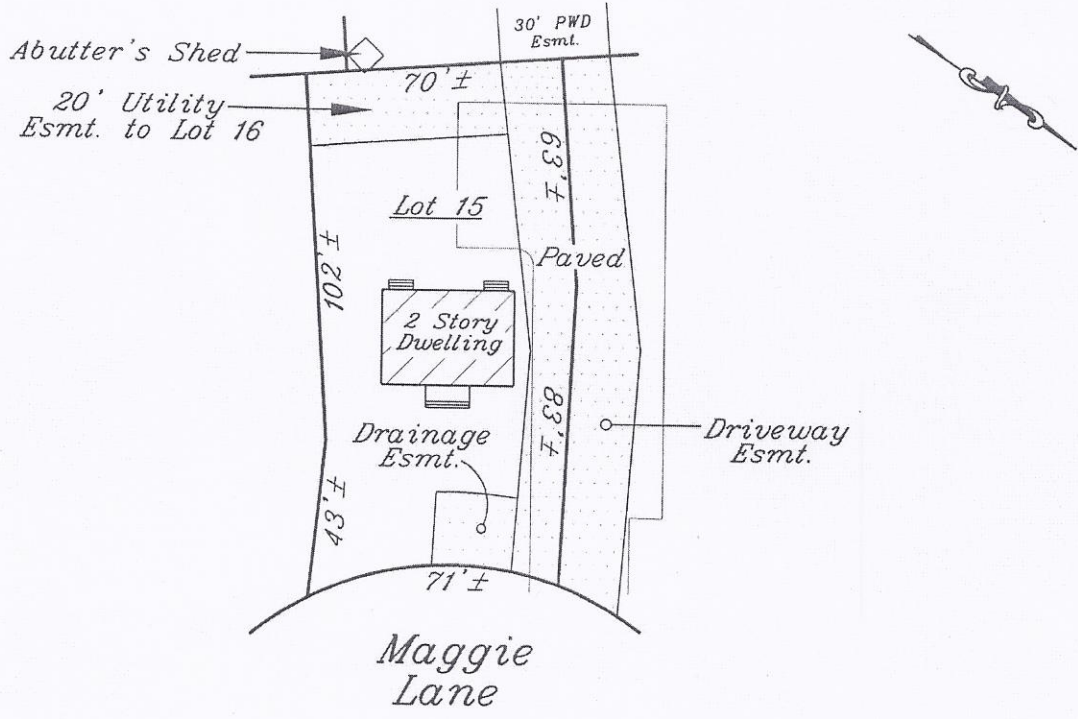 30' PWD
Esmt.
Abutter's Shed
70'±
20' Utility
Esmt. to Lot 16
63'±
Lot 15
102'±
Paved
2 Story
Dwelling
83'±
Drainage
Esmt.
Driveway
Esmt.
43'±
71'±
Maggie
Lane